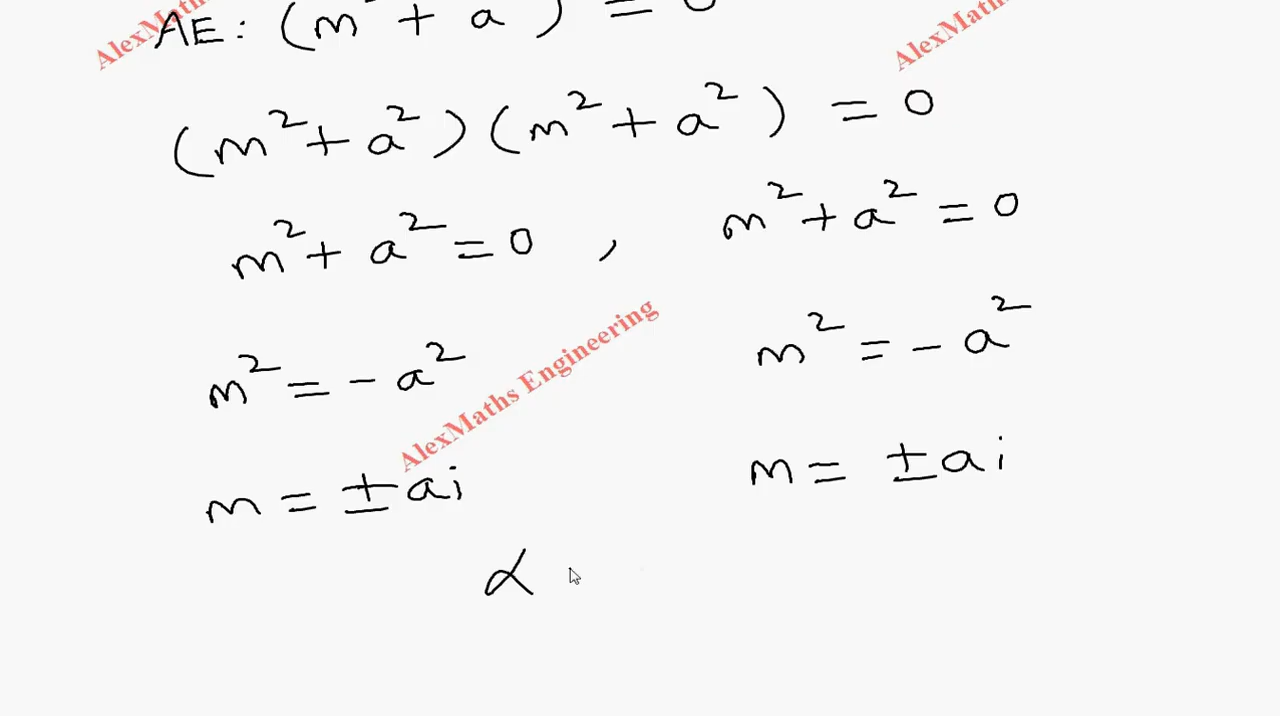 AE: (m² + a ) = 0
(m² + a²) (m² + a²) = 0
m² + a² = 0 , m² + a² = 0
m² = - a² m² = - a²
m = ± ai m = ± ai
α
AlexMaths Engineering